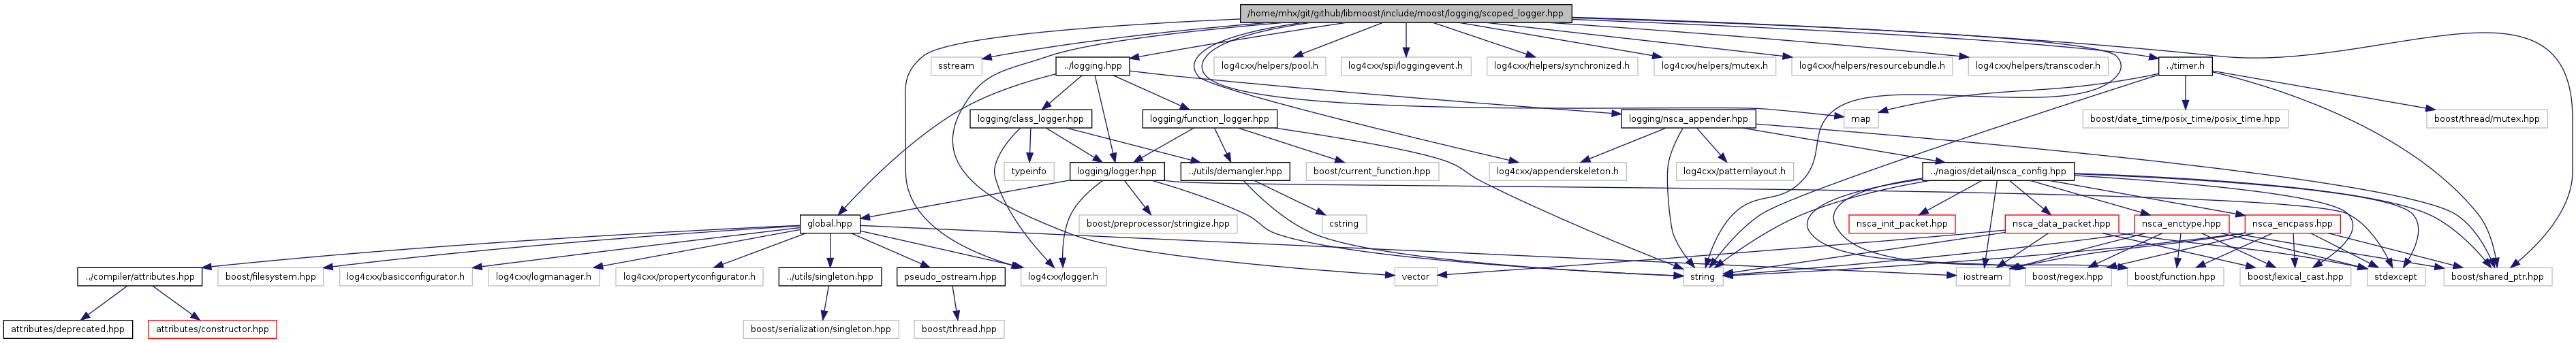 /home/mhx/git/github/libmoost/include/moost/logging/scoped_logger.hpp
sstream
../logging.hpp
log4cxx/helpers/pool.h
log4cxx/spi/loggingevent.h
log4cxx/helpers/synchronized.h
log4cxx/helpers/mutex.h
log4cxx/helpers/resourcebundle.h
log4cxx/helpers/transcoder.h
../timer.h
logging/class_logger.hpp
logging/function_logger.hpp
logging/nsca_appender.hpp
map
boost/date_time/posix_time/posix_time.hpp
boost/thread/mutex.hpp
typeinfo
logging/logger.hpp
../utils/demangler.hpp
boost/current_function.hpp
log4cxx/appenderskeleton.h
log4cxx/patternlayout.h
../nagios/detail/nsca_config.hpp
global.hpp
boost/preprocessor/stringize.hpp
cstring
nsca_init_packet.hpp
nsca_data_packet.hpp
nsca_enctype.hpp
nsca_encpass.hpp
../compiler/attributes.hpp
boost/filesystem.hpp
log4cxx/basicconfigurator.h
log4cxx/logmanager.h
log4cxx/propertyconfigurator.h
../utils/singleton.hpp
pseudo_ostream.hpp
log4cxx/logger.h
vector
string
iostream
boost/regex.hpp
boost/function.hpp
boost/lexical_cast.hpp
stdexcept
boost/shared_ptr.hpp
attributes/deprecated.hpp
attributes/constructor.hpp
boost/serialization/singleton.hpp
boost/thread.hpp